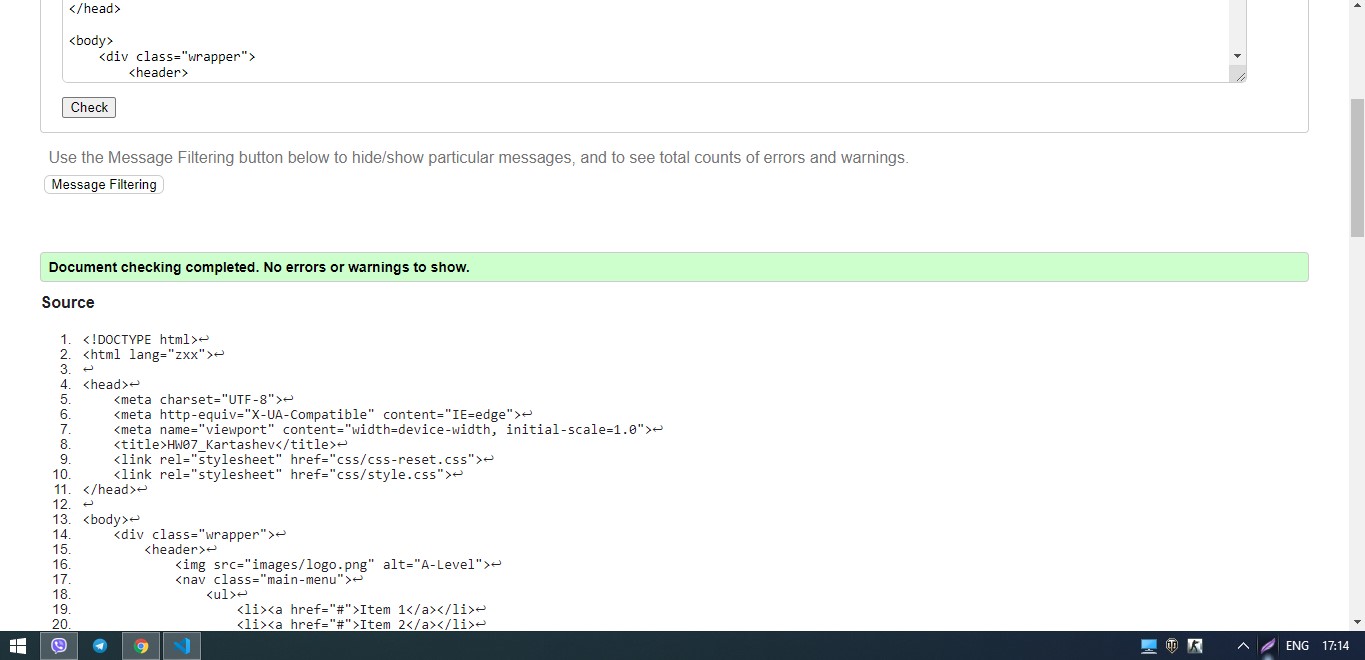 </head>
<body>
<div class="wrapper">
<header>
Check
Use the Message Filtering button below to hide/show particular messages, and to see total counts of errors and warnings.
Message Filtering
Document checking completed. No errors or warnings to show.
Source
1. <!DOCTYPE html>↩
2. <html lang="zxx">↩
3. ↩
4. <head>↩
5. <meta charset="UTF-8">↩
6. <meta http-equiv="X-UA-Compatible" content="IE=edge">↩
7. <meta name="viewport" content="width=device-width, initial-scale=1.0">↩
8. <title>HW07_Kartashev</title>↩
9. <link rel="stylesheet" href="css/css-reset.css">↩
10. <link rel="stylesheet" href="css/style.css">↩
11. </head>↩
12. ↩
13. <body>↩
14. <div class="wrapper">↩
15. <header>↩
16. <img src="images/logo.png" alt="A-Level">↩
17. <nav class="main-menu">↩
18. <ul>↩
19. <li><a href="#">Item 1</a></li>↩
20. <li><a href="#">Item 2</a></li>↩
ENG 17:14